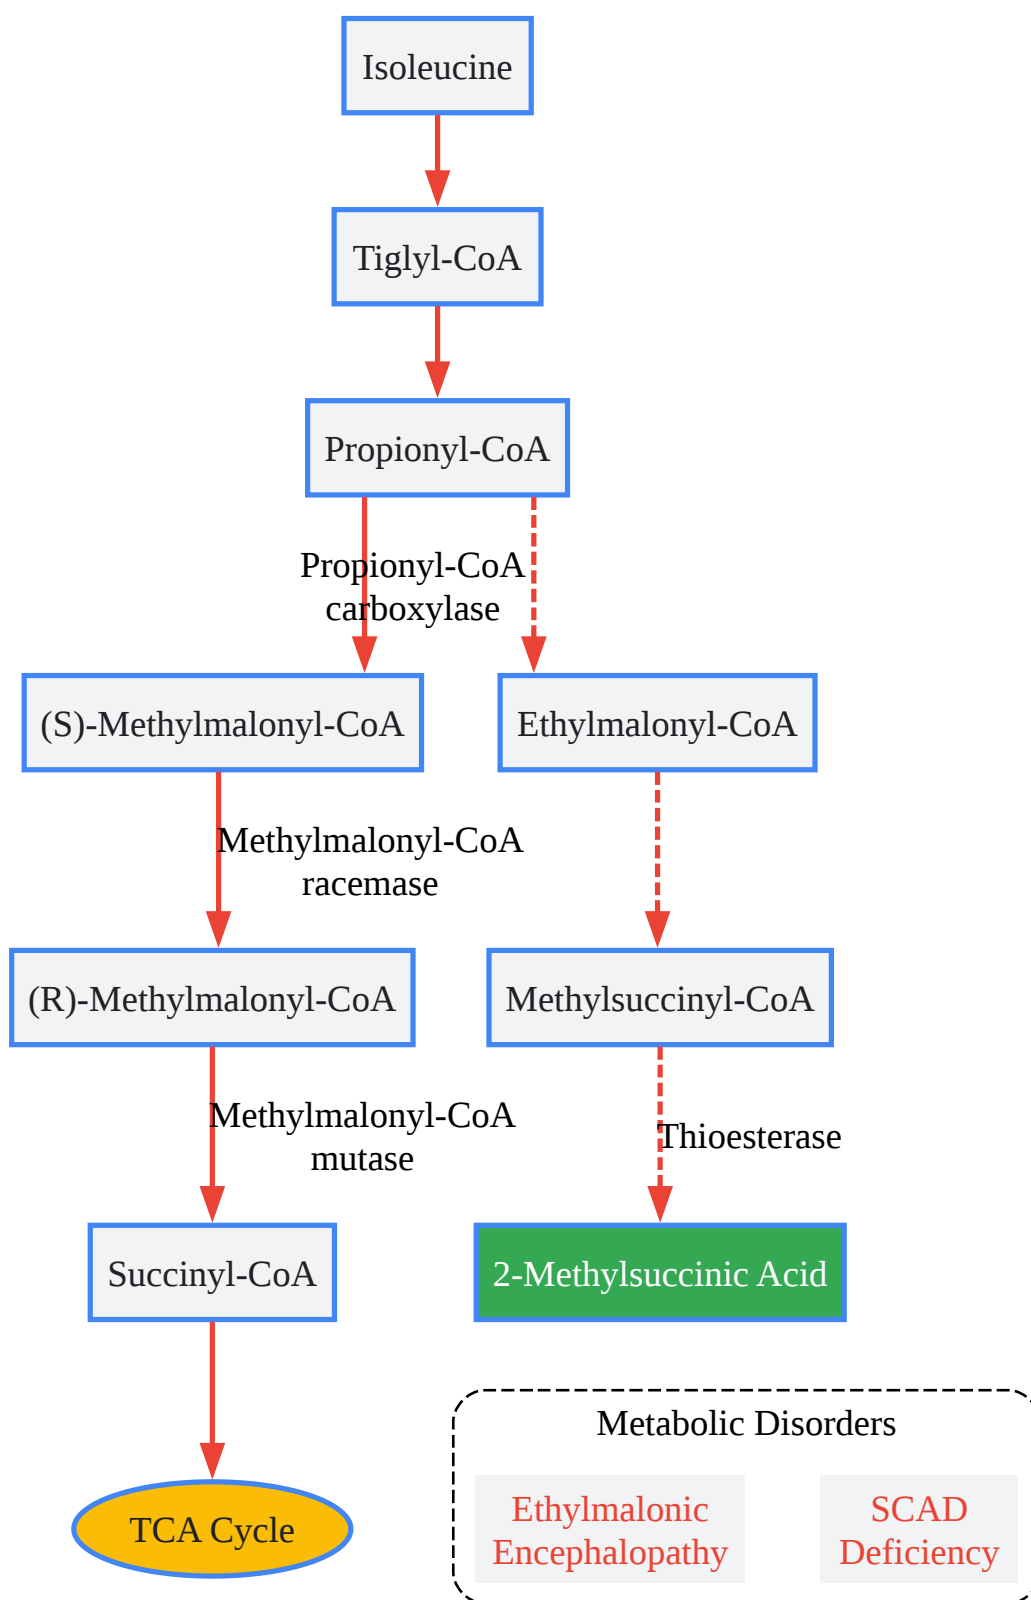 Isoleucine
Tiglyl-CoA
Propionyl-CoA
Propionyl-CoA
carboxylase
(S)-Methylmalonyl-CoA
Ethylmalonyl-CoA
Methylmalonyl-CoA
racemase
(R)-Methylmalonyl-CoA
Methylsuccinyl-CoA
Methylmalonyl-CoA
mutase
Thioesterase
Succinyl-CoA
2-Methylsuccinic Acid
Metabolic Disorders
Ethylmalonic
Encephalopathy
SCAD
Deficiency
TCA Cycle